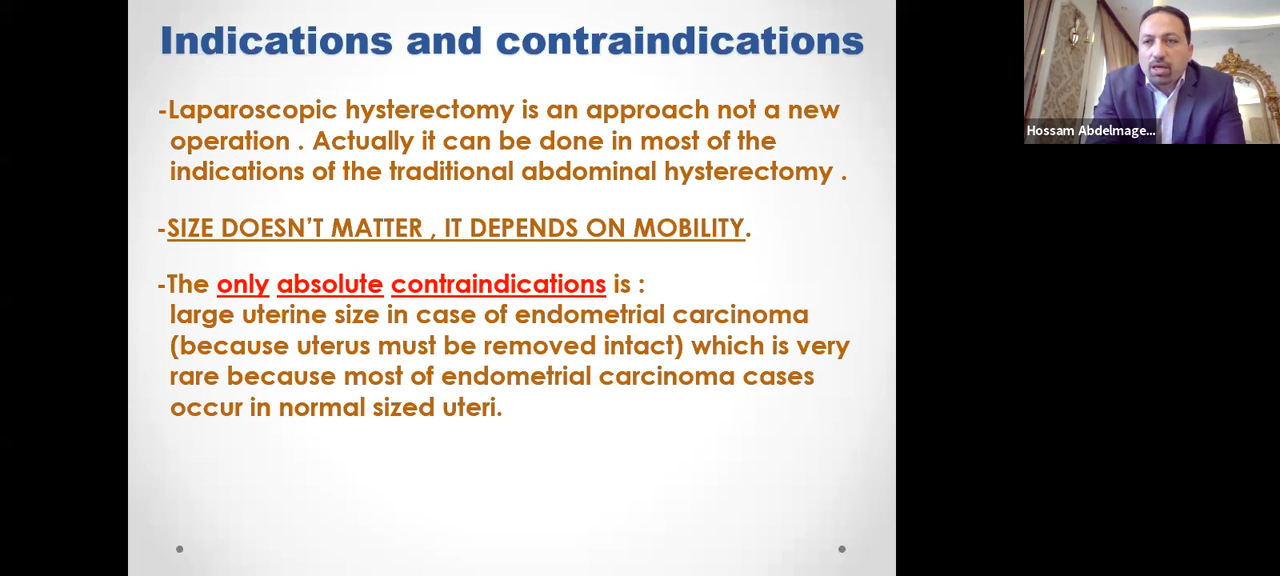 Indications and contraindications
-Laparoscopic hysterectomy is an approach not a new
operation . Actually it can be done in most of the
indications of the traditional abdominal hysterectomy .
-SIZE DOESN’T MATTER , IT DEPENDS ON MOBILITY.
-The only absolute contraindications is :
large uterine size in case of endometrial carcinoma
(because uterus must be removed intact) which is very
rare because most of endometrial carcinoma cases
occur in normal sized uteri.
Hossam Abdelmage...